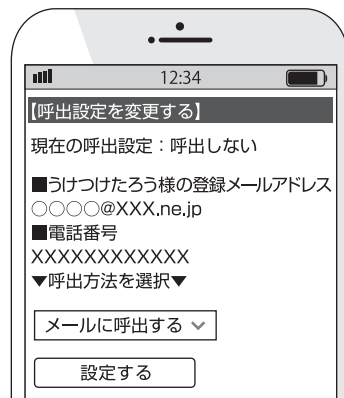 12:34
【呼出設定を変更する】
現在の呼出設定：呼出しない
■うけつけたろう様の登録メールアドレス
○○○○@XXX.ne.jp
■電話番号
XXXXXXXXXXXX
▼呼出方法を選択▼
メールに呼出する
設定する